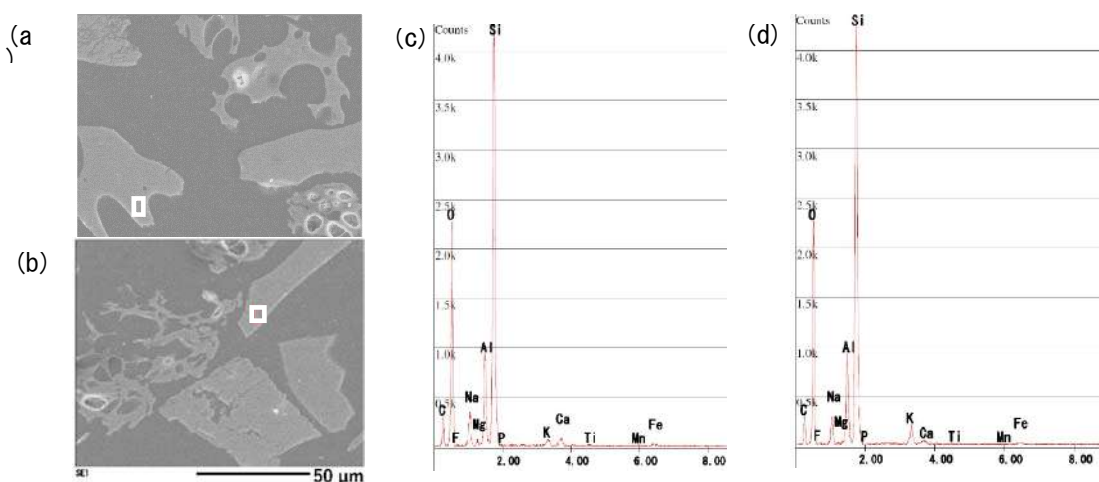 (a
)
(b)
SE1
50 μm
(c)
Counts
Si
4.0k
3.5k
3.0k
2.5k
O
2.0k
1.5k
1.0k
Al
0.5k
C
F
Na
Mg
P
K
Ca
Ti
Mn
Fe
2.00
4.00
6.00
8.00
(d)
Counts
Si
4.0k
3.5k
3.0k
2.5k
O
2.0k
1.5k
1.0k
Al
0.5k
C
F
Na
Mg
P
K
Ca
Ti
Mn
Fe
2.00
4.00
6.00
8.00